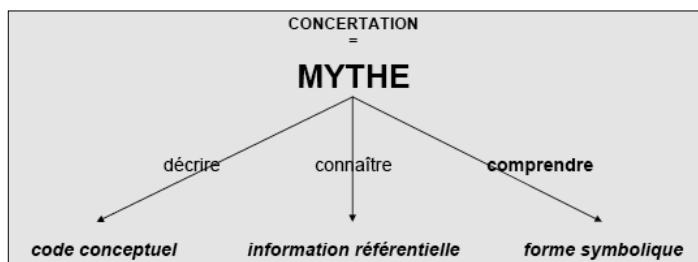 CONCERTATION
=
MYTHE
décrire connaître comprendre
code conceptuel information référentielle forme symbolique